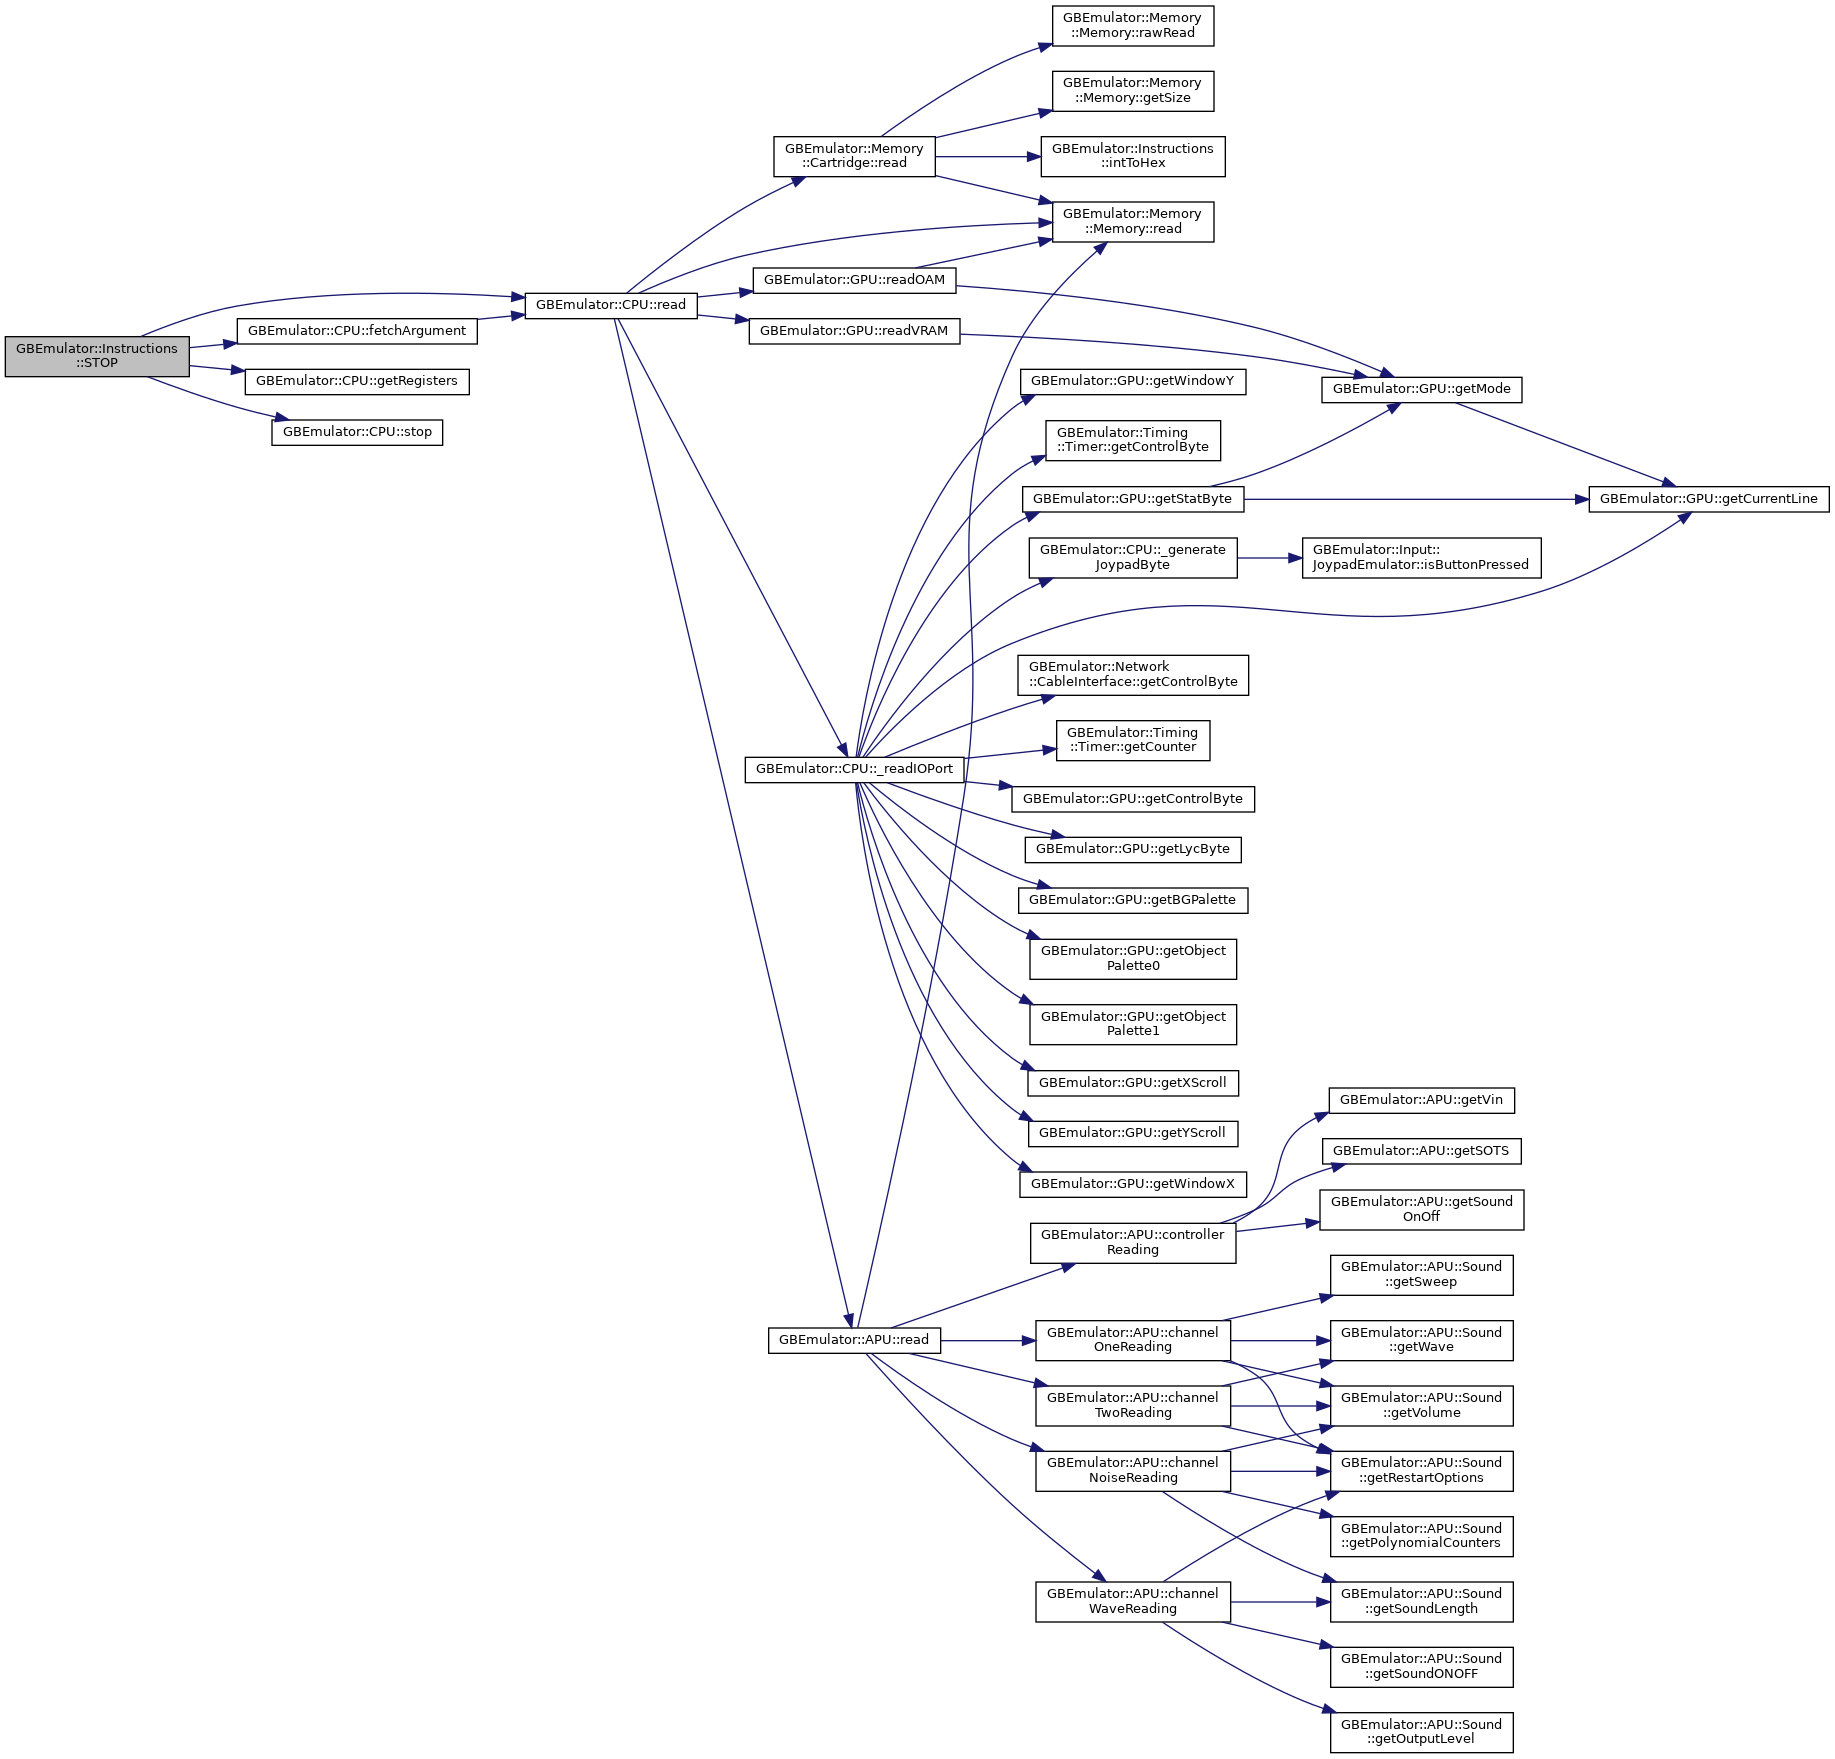 GBEmulator::Instructions
::STOP
GBEmulator::CPU::read
GBEmulator::CPU::fetchArgument
GBEmulator::CPU::getRegisters
GBEmulator::CPU::stop
GBEmulator::Memory
::Cartridge::read
GBEmulator::Memory
::Memory::rawRead
GBEmulator::Memory
::Memory::getSize
GBEmulator::Instructions
::intToHex
GBEmulator::Memory
::Memory::read
GBEmulator::GPU::readOAM
GBEmulator::GPU::readVRAM
GBEmulator::GPU::getMode
GBEmulator::GPU::getCurrentLine
GBEmulator::CPU::_readIOPort
GBEmulator::GPU::getWindowY
GBEmulator::Timing
::Timer::getControlByte
GBEmulator::GPU::getStatByte
GBEmulator::CPU::_generate
JoypadByte
GBEmulator::Input::
JoypadEmulator::isButtonPressed
GBEmulator::Network
::CableInterface::getControlByte
GBEmulator::Timing
::Timer::getCounter
GBEmulator::GPU::getControlByte
GBEmulator::GPU::getLycByte
GBEmulator::GPU::getBGPalette
GBEmulator::GPU::getObject
Palette0
GBEmulator::GPU::getObject
Palette1
GBEmulator::GPU::getXScroll
GBEmulator::GPU::getYScroll
GBEmulator::GPU::getWindowX
GBEmulator::APU::read
GBEmulator::APU::controller
Reading
GBEmulator::APU::getVin
GBEmulator::APU::getSOTS
GBEmulator::APU::getSound
OnOff
GBEmulator::APU::channel
OneReading
GBEmulator::APU::channel
TwoReading
GBEmulator::APU::channel
NoiseReading
GBEmulator::APU::channel
WaveReading
GBEmulator::APU::Sound
::getSweep
GBEmulator::APU::Sound
::getWave
GBEmulator::APU::Sound
::getVolume
GBEmulator::APU::Sound
::getRestartOptions
GBEmulator::APU::Sound
::getPolynomialCounters
GBEmulator::APU::Sound
::getSoundLength
GBEmulator::APU::Sound
::getSoundONOFF
GBEmulator::APU::Sound
::getOutputLevel